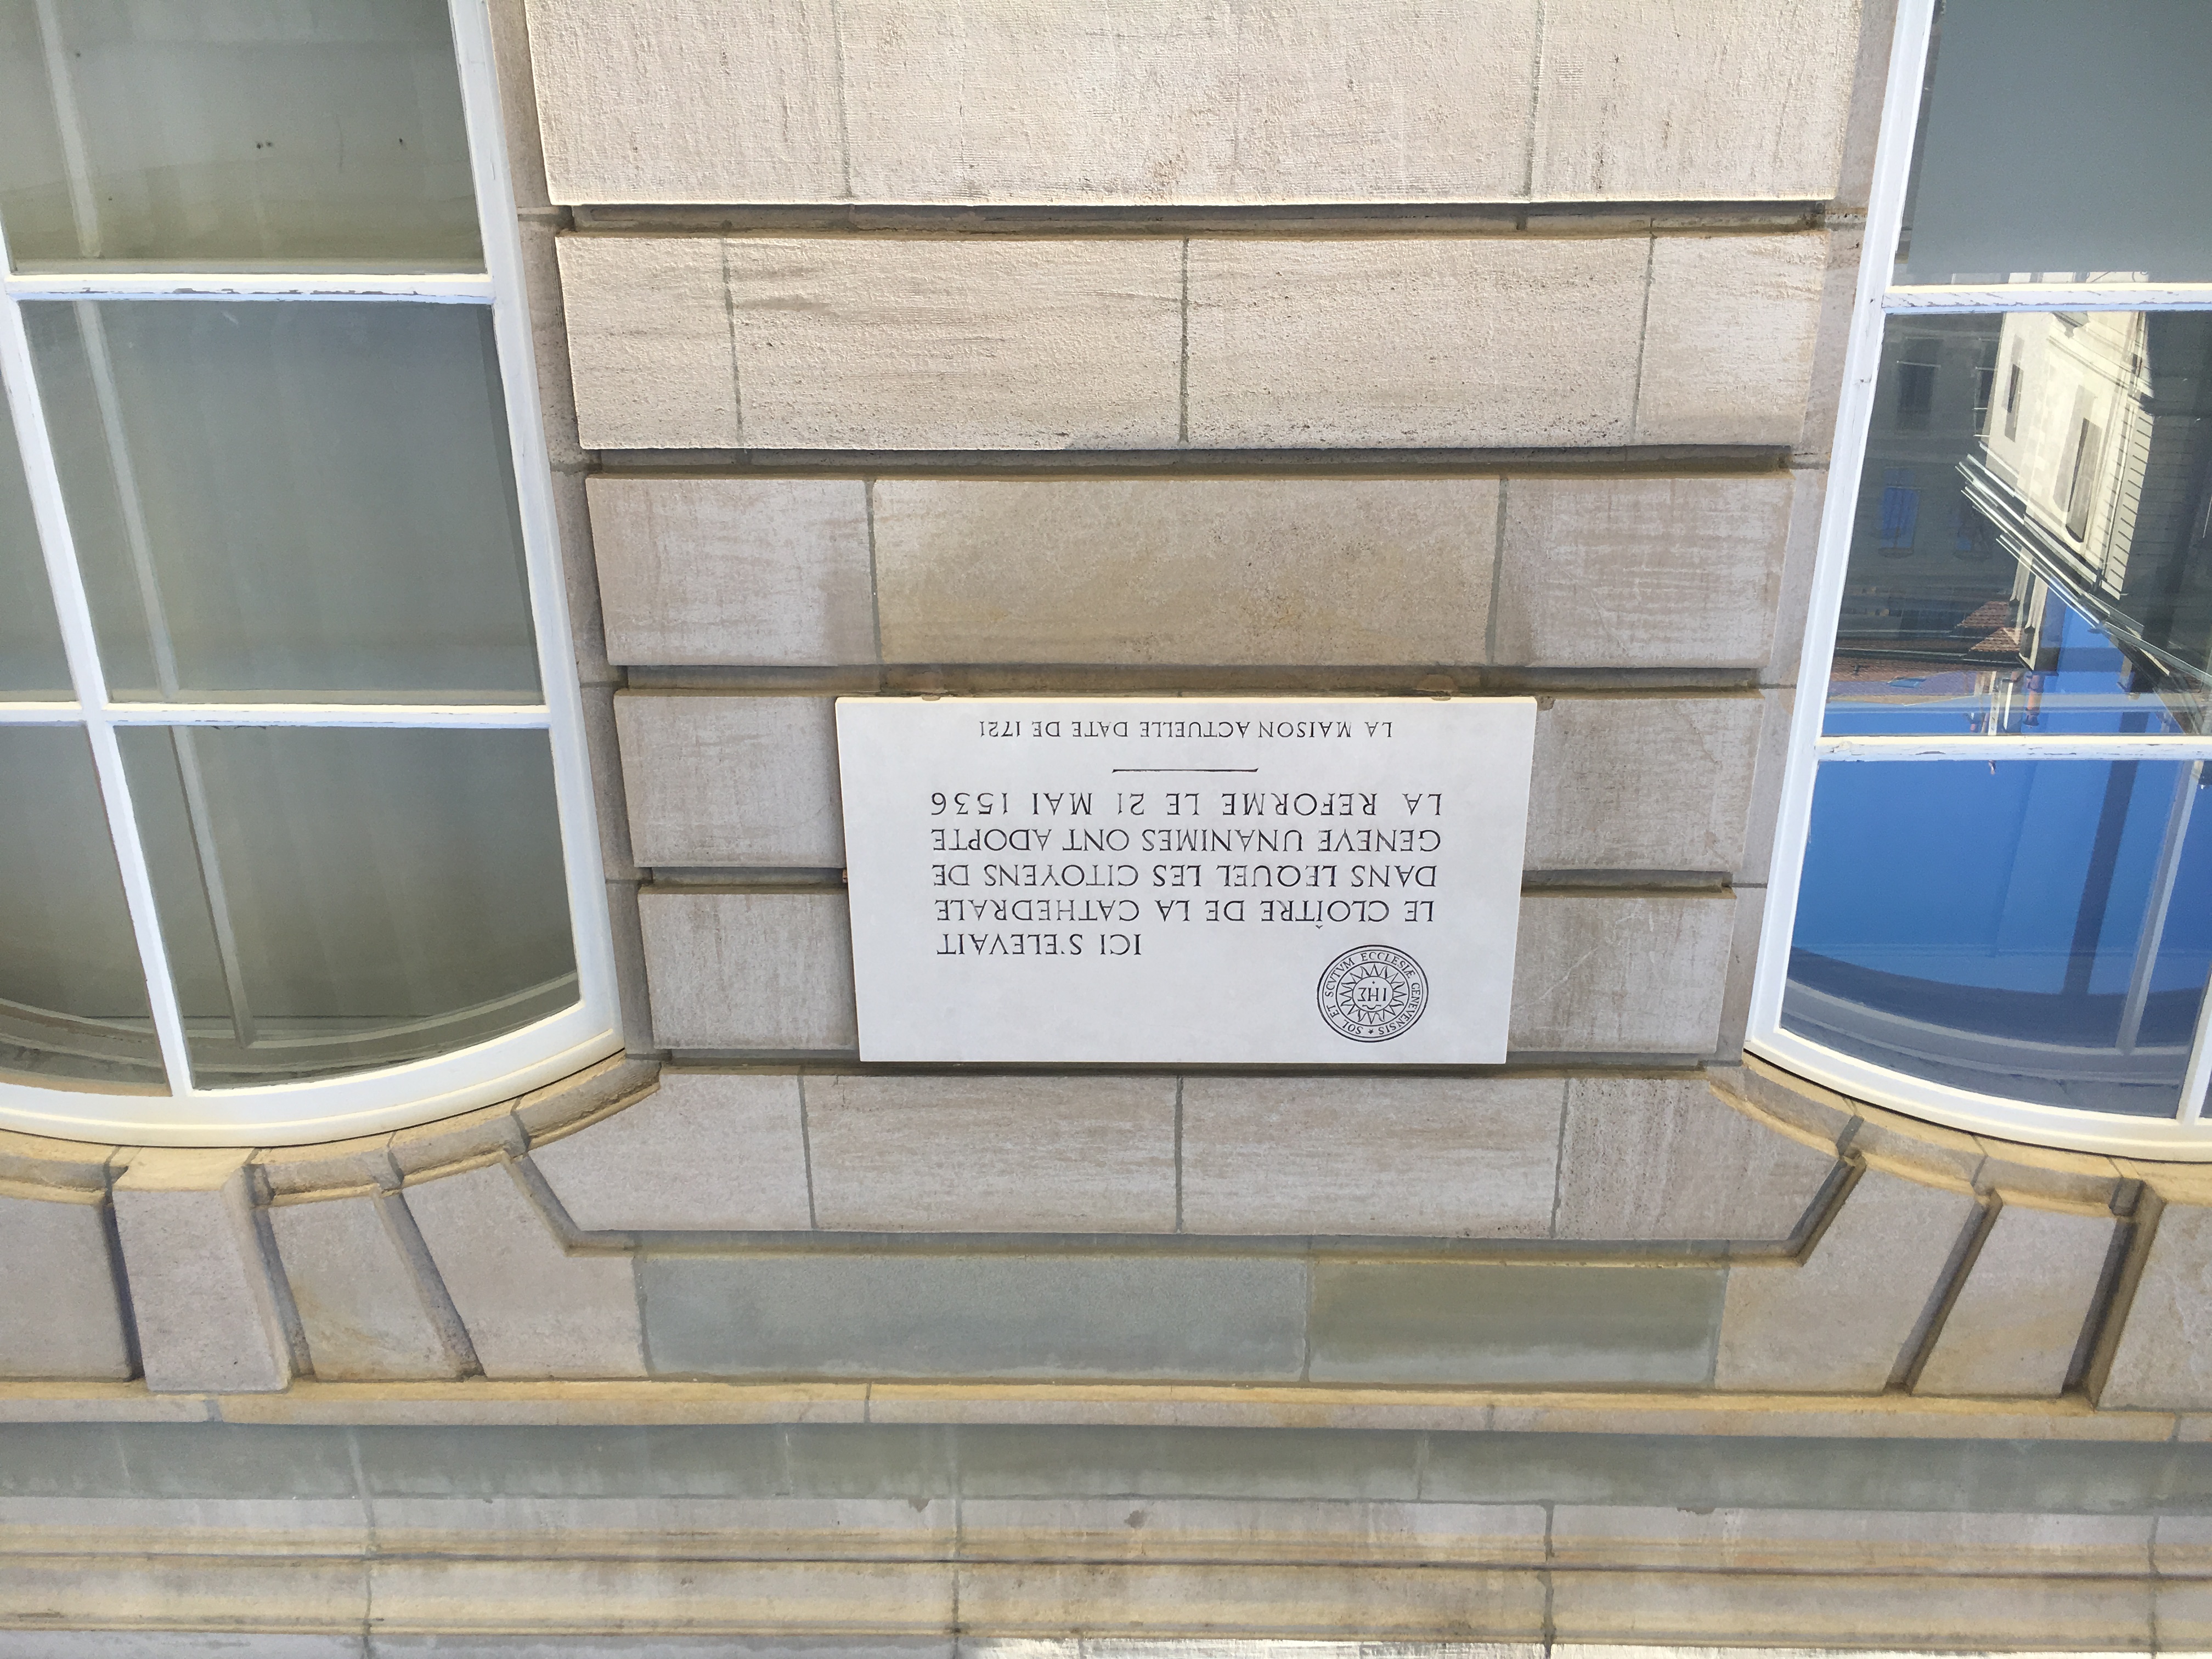 SOL ET SCVTVM ECCLESIÆ GENEVENSIS
IHΣ
ICI S'ELEVAIT
LE CLOÎTRE DE LA CATHEDRALE
DANS LEQUEL LES CITOYENS DE
GENEVE UNANIMES ONT ADOPTE
LA REFORME LE 21 MAI 1536
LA MAISON ACTUELLE DATE DE 1721